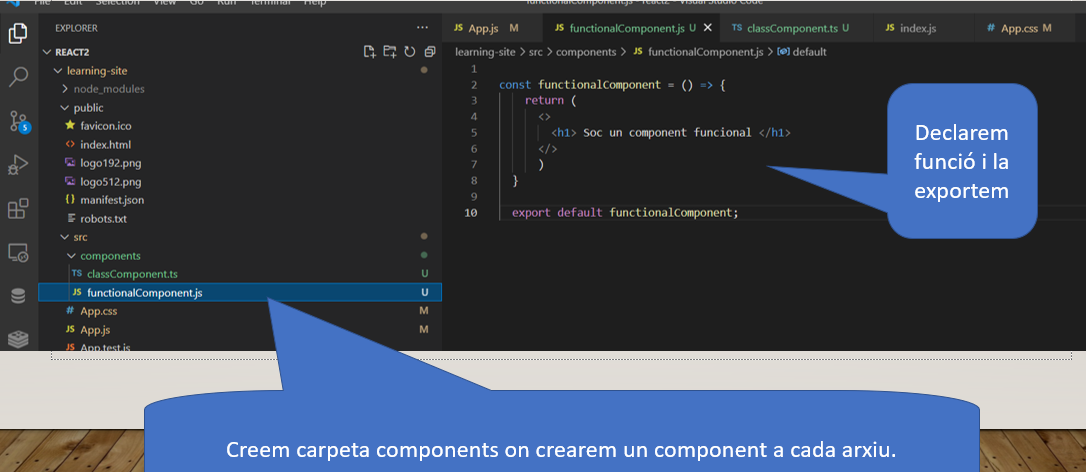 File Edit Selection View Go Run Terminal Help
functionalComponent.js - React2 - Visual Studio Code
EXPLORER
REACT2
learning-site
node_modules
public
favicon.ico
<> index.html
logo192.png
logo512.png
{} manifest.json
robots.txt
src
components
TS classComponent.ts U
JS functionalComponent.js U
# App.css M
JS App.js M
JS App.test.js
5
JS App.js M
JS functionalComponent.js U
TS classComponent.ts U
JS index.js
# App.css M
learning-site > src > components > JS functionalComponent.js > default
1
2 const functionalComponent = () => {
3 return (
4 <>
5 <h1> Soc un component funcional </h1>
6 </>
7 )
8 }
9
10 export default functionalComponent;
Declarem
funció i la
exportem
Creem carpeta components on crearem un component a cada arxiu.